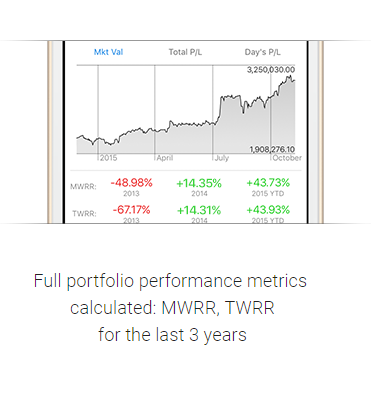 Mkt Val Total P/L Day's P/L
3,250,030.00
1,908,276.10
2015 April July October
MWRR: -48.98% +14.35% +43.73%
2013 2014 2015 YTD
TWRR: -67.17% +14.31% +43.93%
2013 2014 2015 YTD
Full portfolio performance metrics
calculated: MWRR, TWRR
for the last 3 years